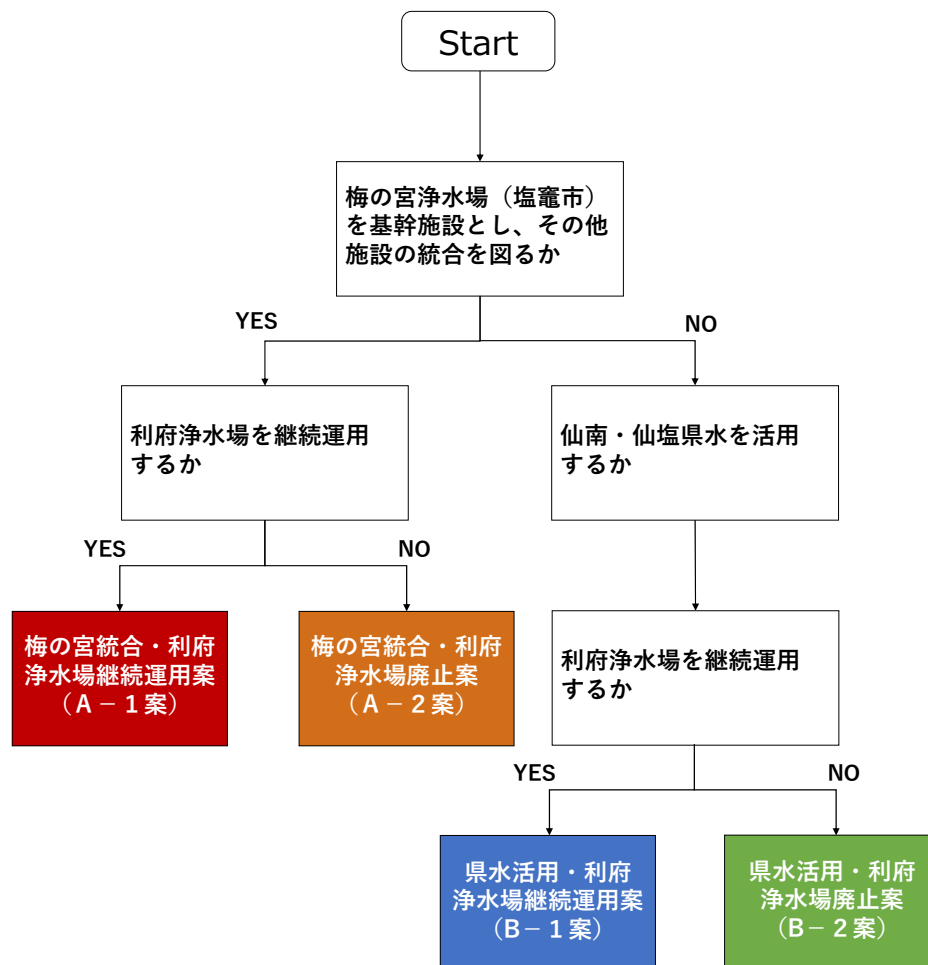 Start
梅の宮浄水場（塩竈市）
を基幹施設とし、その他
施設の統合を図るか
YES
NO
利府浄水場を継続運用
するか
仙南・仙塩県水を活用
するか
YES
NO
梅の宮統合・利府
浄水場継続運用案
（A－１案）
梅の宮統合・利府
浄水場廃止案
（A－２案）
利府浄水場を継続運用
するか
YES
NO
県水活用・利府
浄水場継続運用案
（B－１案）
県水活用・利府
浄水場廃止案
（B－２案）